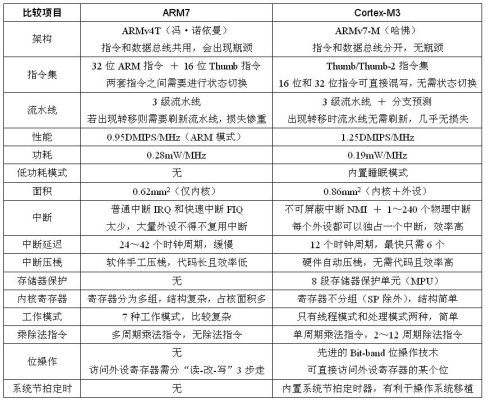 比较项目 ARM7 Cortex-M3
架构 ARMv4T（冯·诺依曼） ARMv7-M（哈佛）
指令和数据总线共用，会出现瓶颈 指令和数据总线分开，无瓶颈
指令集 32 位 ARM 指令 ＋ 16 位 Thumb 指令 Thumb/Thumb-2 指令集
两套指令之间需要进行状态切换 16 位和 32 位指令可直接混写，无需状态切换
流水线 3 级流水线 3 级流水线 ＋ 分支预测
若出现转移则需要刷新流水线，损失惨重 出现转移时流水线无需刷新，几乎无损失
性能 0.95DMIPS/MHz（ARM 模式） 1.25DMIPS/MHz
功耗 0.28mW/MHz 0.19mW/MHz
低功耗模式 无 内置睡眠模式
面积 0.62mm²（仅内核） 0.86mm²（内核＋外设）
中断 普通中断 IRQ 和快速中断 FIQ 不可屏蔽中断 NMI ＋ 1～240 个物理中断
太少，大量外设不得不复用中断 每个外设都可以独占一个中断，效率高
中断延迟 24～42 个时钟周期，缓慢 12 个时钟周期，最快只需 6 个
中断压栈 软件手工压栈，代码长且效率低 硬件自动压栈，无需代码且效率高
存储器保护 无 8 段存储器保护单元（MPU）
内核寄存器 寄存器分为多组，结构复杂，占核面积多 寄存器不分组（SP 除外），结构简单
工作模式 7 种工作模式，比较复杂 只有线程模式和处理模式两种，简单
乘除法指令 多周期乘法指令，无除法指令 单周期乘法指令，2～12 周期除法指令
位操作 无 先进的 Bit-band 位操作技术
访问外设寄存器需分“读-改-写”3 步走 可直接访问外设寄存器的某个位
系统节拍定时 无 内置系统节拍定时器，有利于操作系统移植